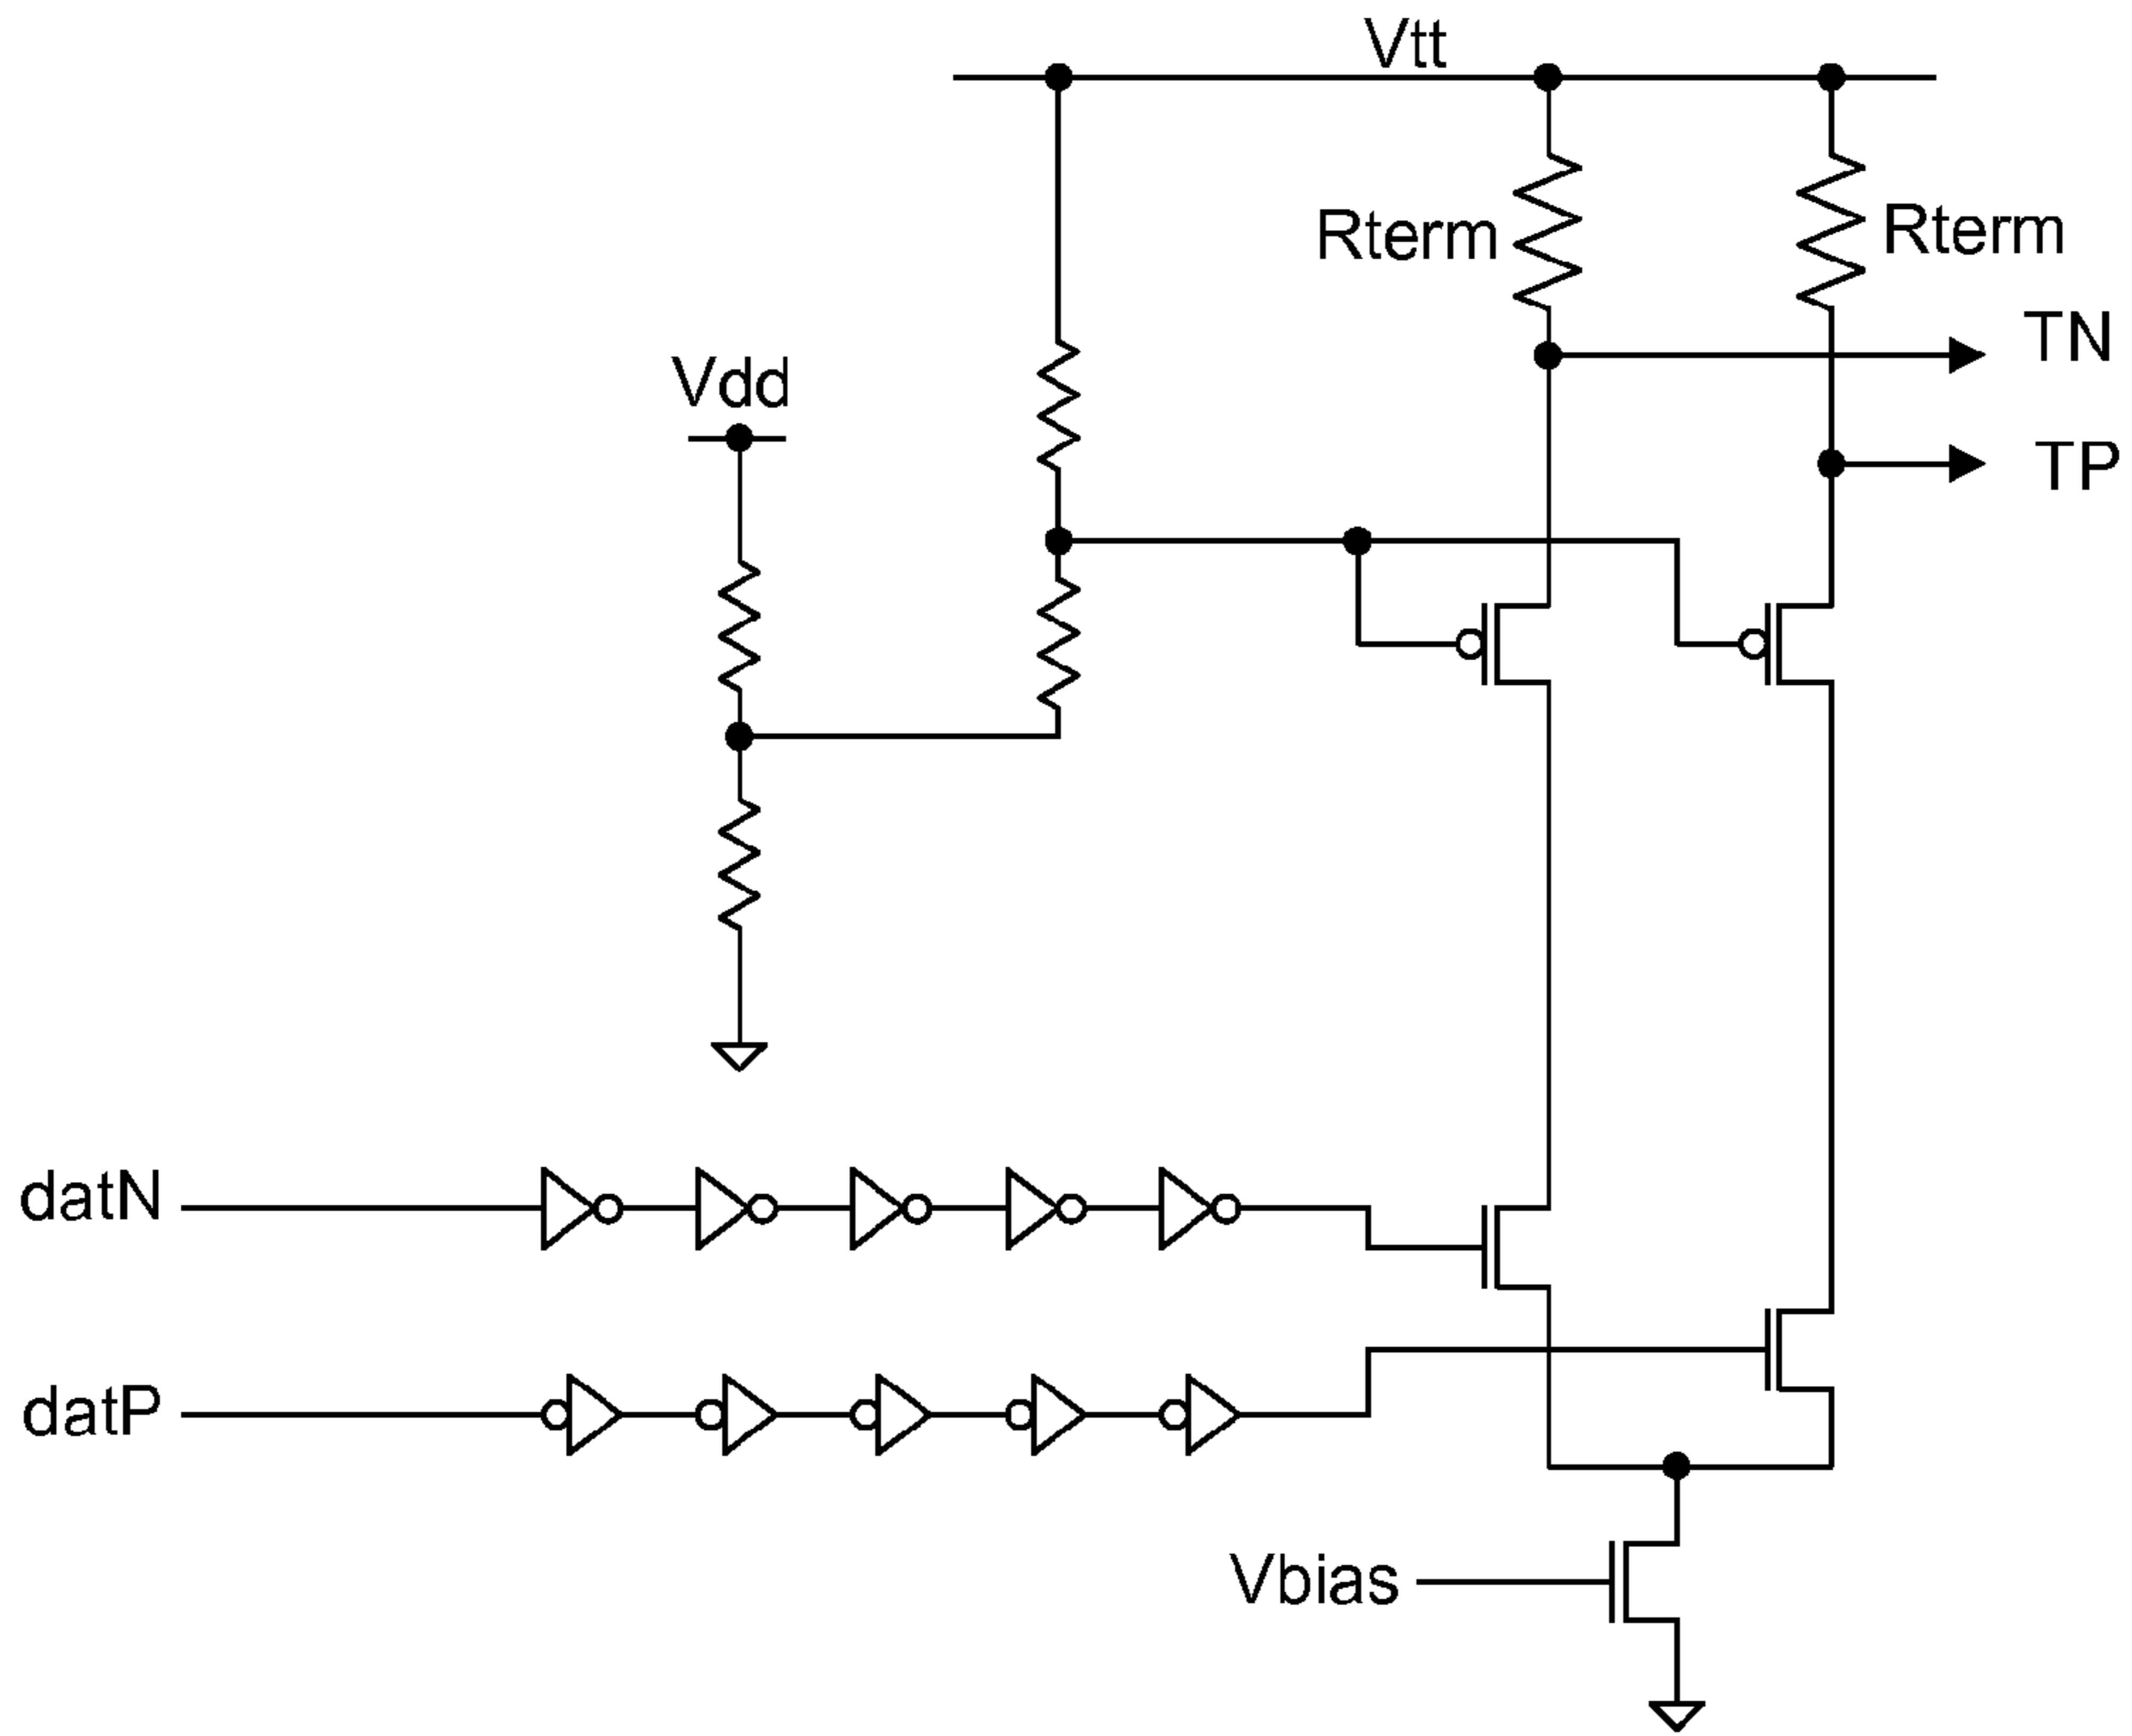 Vtt
Rterm
Rterm
TN
Vdd
TP
datN
datP
Vbias